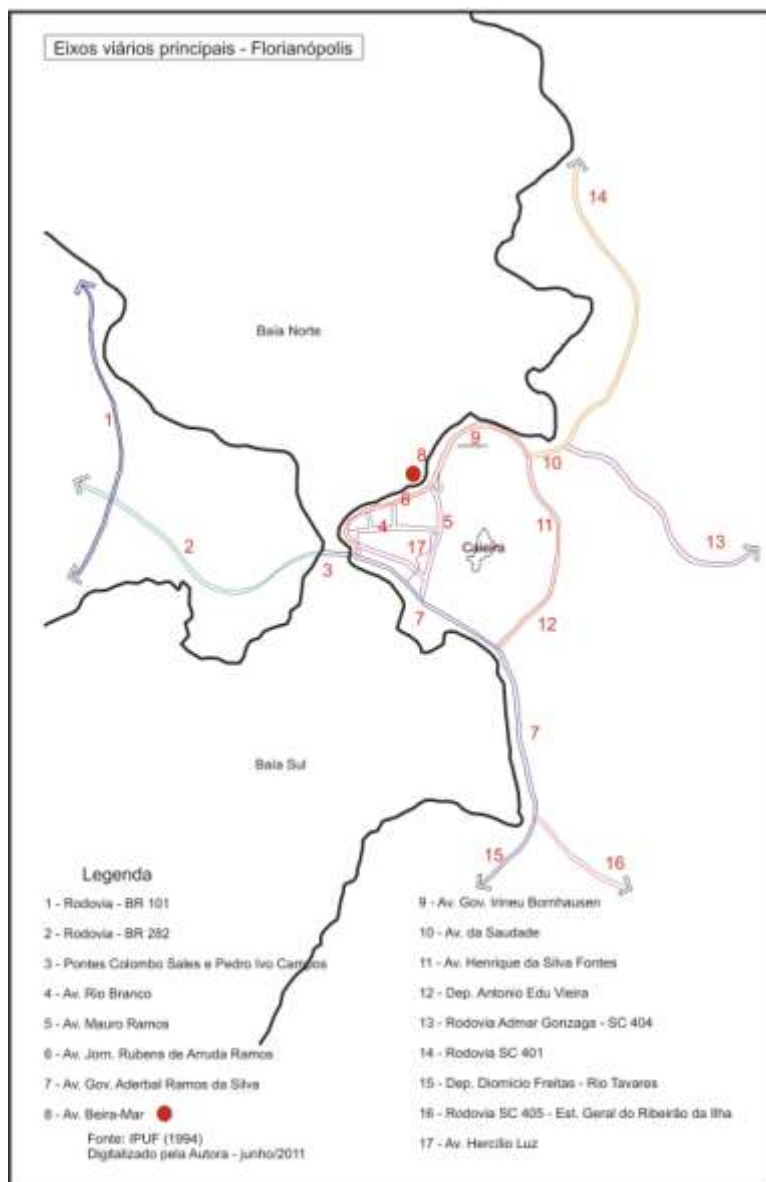 Eixos viários principais - Florianópolis
14
Baía Norte
1
8
9
10
6
4
5
11
2
17
Caieira
13
3
7
12
7
Baía Sul
15
16
Legenda
1 - Rodovia - BR 101
2 - Rodovia - BR 282
3 - Pontes Colombo Sales e Pedro Ivo Campos
4 - Av. Rio Branco
5 - Av. Mauro Ramos
6 - Av. Jorn. Rubens de Arruda Ramos
7 - Av. Gov. Aderbal Ramos da Silva
8 - Av. Beira-Mar
Fonte: IPUF (1994)
Digitalizado pela Autora - junho/2011
9 - Av. Gov. Irineu Bornhausen
10 - Av. da Saudade
11 - Av. Henrique da Silva Fontes
12 - Dep. Antonio Edu Vieira
13 - Rodovia Admar Gonzaga - SC 404
14 - Rodovia SC 401
15 - Dep. Diomício Freitas - Rio Tavares
16 - Rodovia SC 405 - Est. Geral do Ribeirão da Ilha
17 - Av. Hercílio Luz